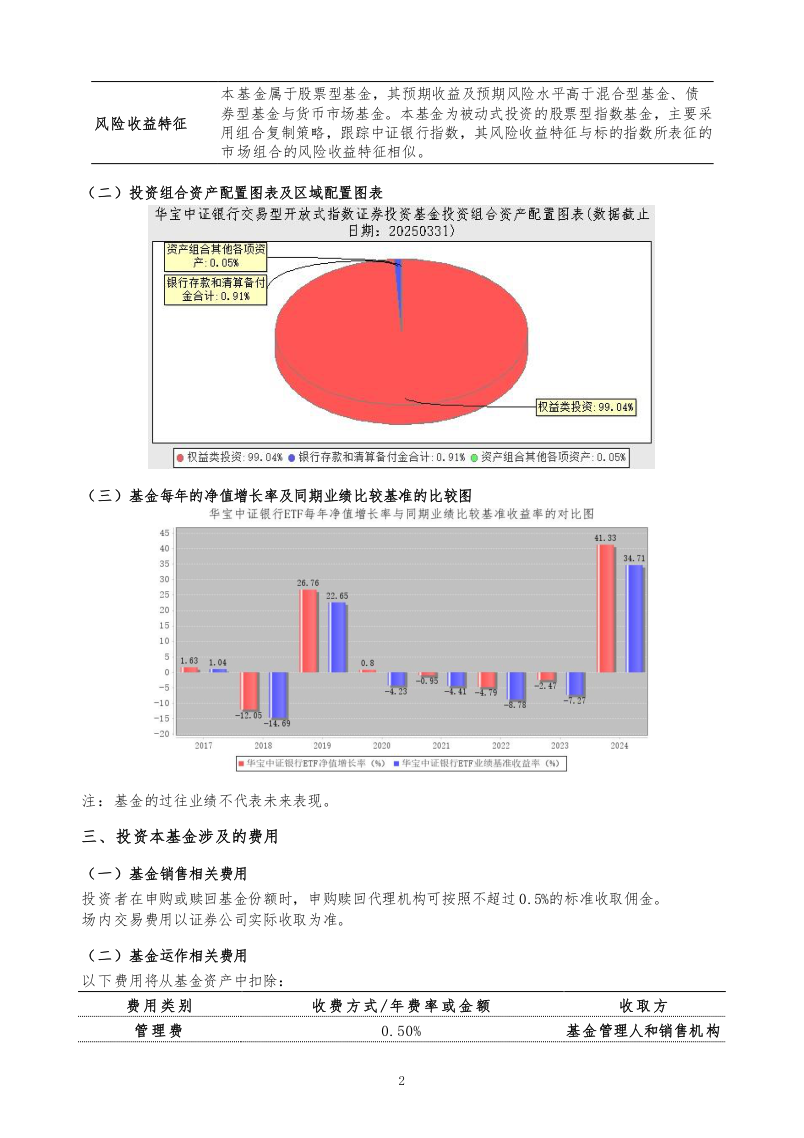 风险收益特征
本基金属于股票型基金，其预期收益及预期风险水平高于混合型基金、债
券型基金与货币市场基金。本基金为被动式投资的股票型指数基金，主要采
用组合复制策略，跟踪中证银行指数，其风险收益特征与标的指数所表征的
市场组合的风险收益特征相似。
（二）投资组合资产配置图表及区域配置图表
华宝中证银行交易型开放式指数证券投资基金投资组合资产配置图表(数据截止
日期: 20250331)
资产组合其他各项资
产:0.05%
银行存款和清算备付
金合计:0.91%
权益类投资:99.04%
权益类投资:99.04% 银行存款和清算备付金合计:0.91% 资产组合其他各项资产:0.05%
（三）基金每年的净值增长率及同期业绩比较基准的比较图
华宝中证银行ETF每年净值增长率与同期业绩比较基准收益率的对比图
45
40
35
30
25
20
15
10
5
0
-5
-10
-15
-20
1.63 1.04
-12.05 -14.69
26.76 22.65
0.8 -4.23
-0.95 -4.41
-4.79 -8.78
-2.47 -7.27
41.33 34.71
2017 2018 2019 2020 2021 2022 2023 2024
华宝中证银行ETF净值增长率（%） 华宝中证银行ETF业绩基准收益率（%）
注：基金的过往业绩不代表未来表现。
三、投资本基金涉及的费用
（一）基金销售相关费用
投资者在申购或赎回基金份额时，申购赎回代理机构可按照不超过 0.5%的标准收取佣金。
场内交易费用以证券公司实际收取为准。
（二）基金运作相关费用
以下费用将从基金资产中扣除：
费用类别 收费方式/年费率或金额 收取方
管理费 0.50% 基金管理人和销售机构
2